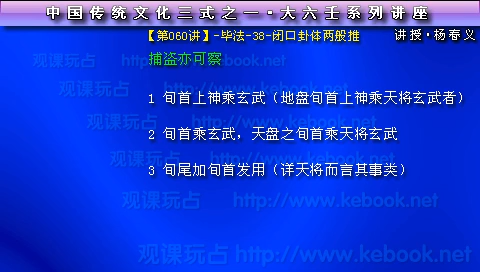 中国传统文化三式之一·大六壬系列讲座
【第060讲】-毕法-38-闭口卦体两般推 讲授·杨春义
捕盗亦可察
观课玩点 http://www.kebook.net
1 旬首上神乘玄武（地盘旬首上神乘天将玄武者）
观课玩点 http://www.kebook.net
2 旬首乘玄武，天盘之旬首乘天将玄武
观课玩点 http://www.kebook.net
3 旬尾加旬首发用（详天将而言其事类）
观课玩点 http://www.kebook.net
观课玩点 http://www.kebook.net